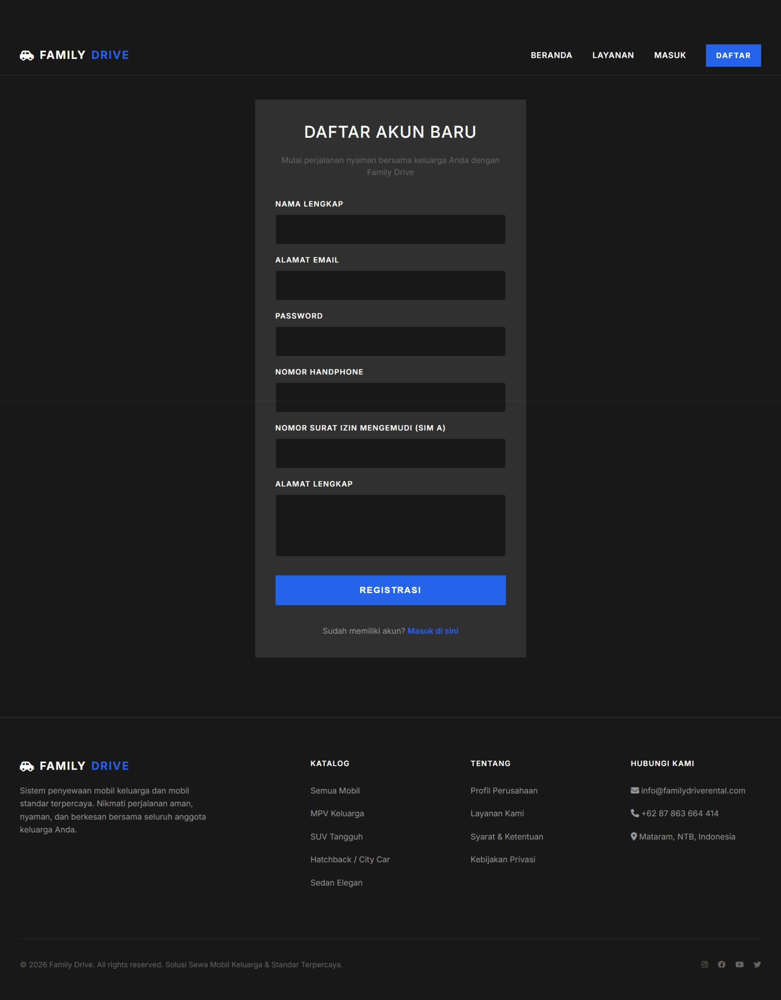 FAMILY DRIVE
BERANDA
LAYANAN
MASUK
DAFTAR
DAFTAR AKUN BARU
Mulai perjalanan nyaman bersama keluarga Anda dengan
Family Drive
NAMA LENGKAP
ALAMAT EMAIL
PASSWORD
NOMOR HANDPHONE
NOMOR SURAT IZIN MENGEMUDI (SIM A)
ALAMAT LENGKAP
REGISTRASI
Sudah memiliki akun? Masuk di sini
FAMILY DRIVE
Sistem penyewaan mobil keluarga dan mobil
standar terpercaya. Nikmati perjalanan aman,
nyaman, dan berkesan bersama seluruh anggota
keluarga Anda.
KATALOG
Semua Mobil
MPV Keluarga
SUV Tangguh
Hatchback / City Car
Sedan Elegan
TENTANG
Profil Perusahaan
Layanan Kami
Syarat & Ketentuan
Kebijakan Privasi
HUBUNGI KAMI
info@familydriverental.com
+62 87 863 664 414
Mataram, NTB, Indonesia
© 2026 Family Drive. All rights reserved. Solusi Sewa Mobil Keluarga & Standar Terpercaya.